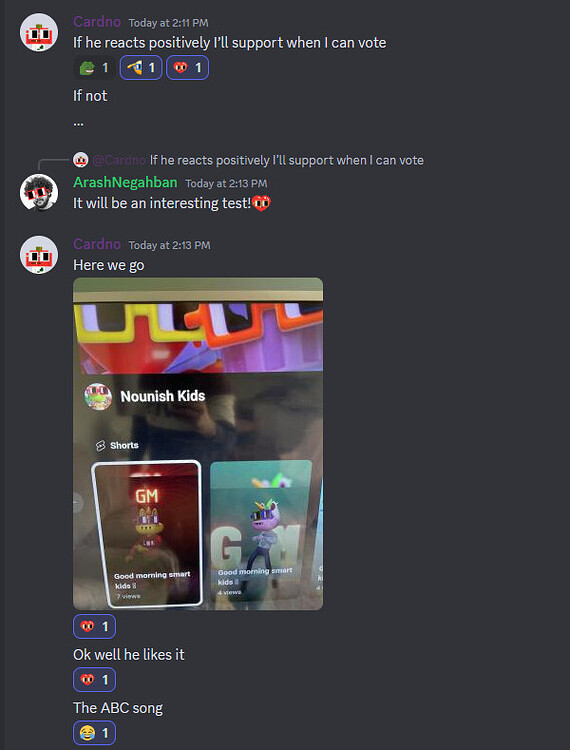 Cardno Today at 2:11 PM
If he reacts positively I'll support when I can vote
1 1 1
If not
...
@Cardno If he reacts positively I'll support when I can vote
ArashNegahban Today at 2:13 PM
It will be an interesting test!
Cardno Today at 2:13 PM
Here we go
Nounish Kids
Shorts
GM
GM
Good morning smart
kids
7 views
Good morning smart
kids
4 views
1
Ok well he likes it
1
The ABC song
1